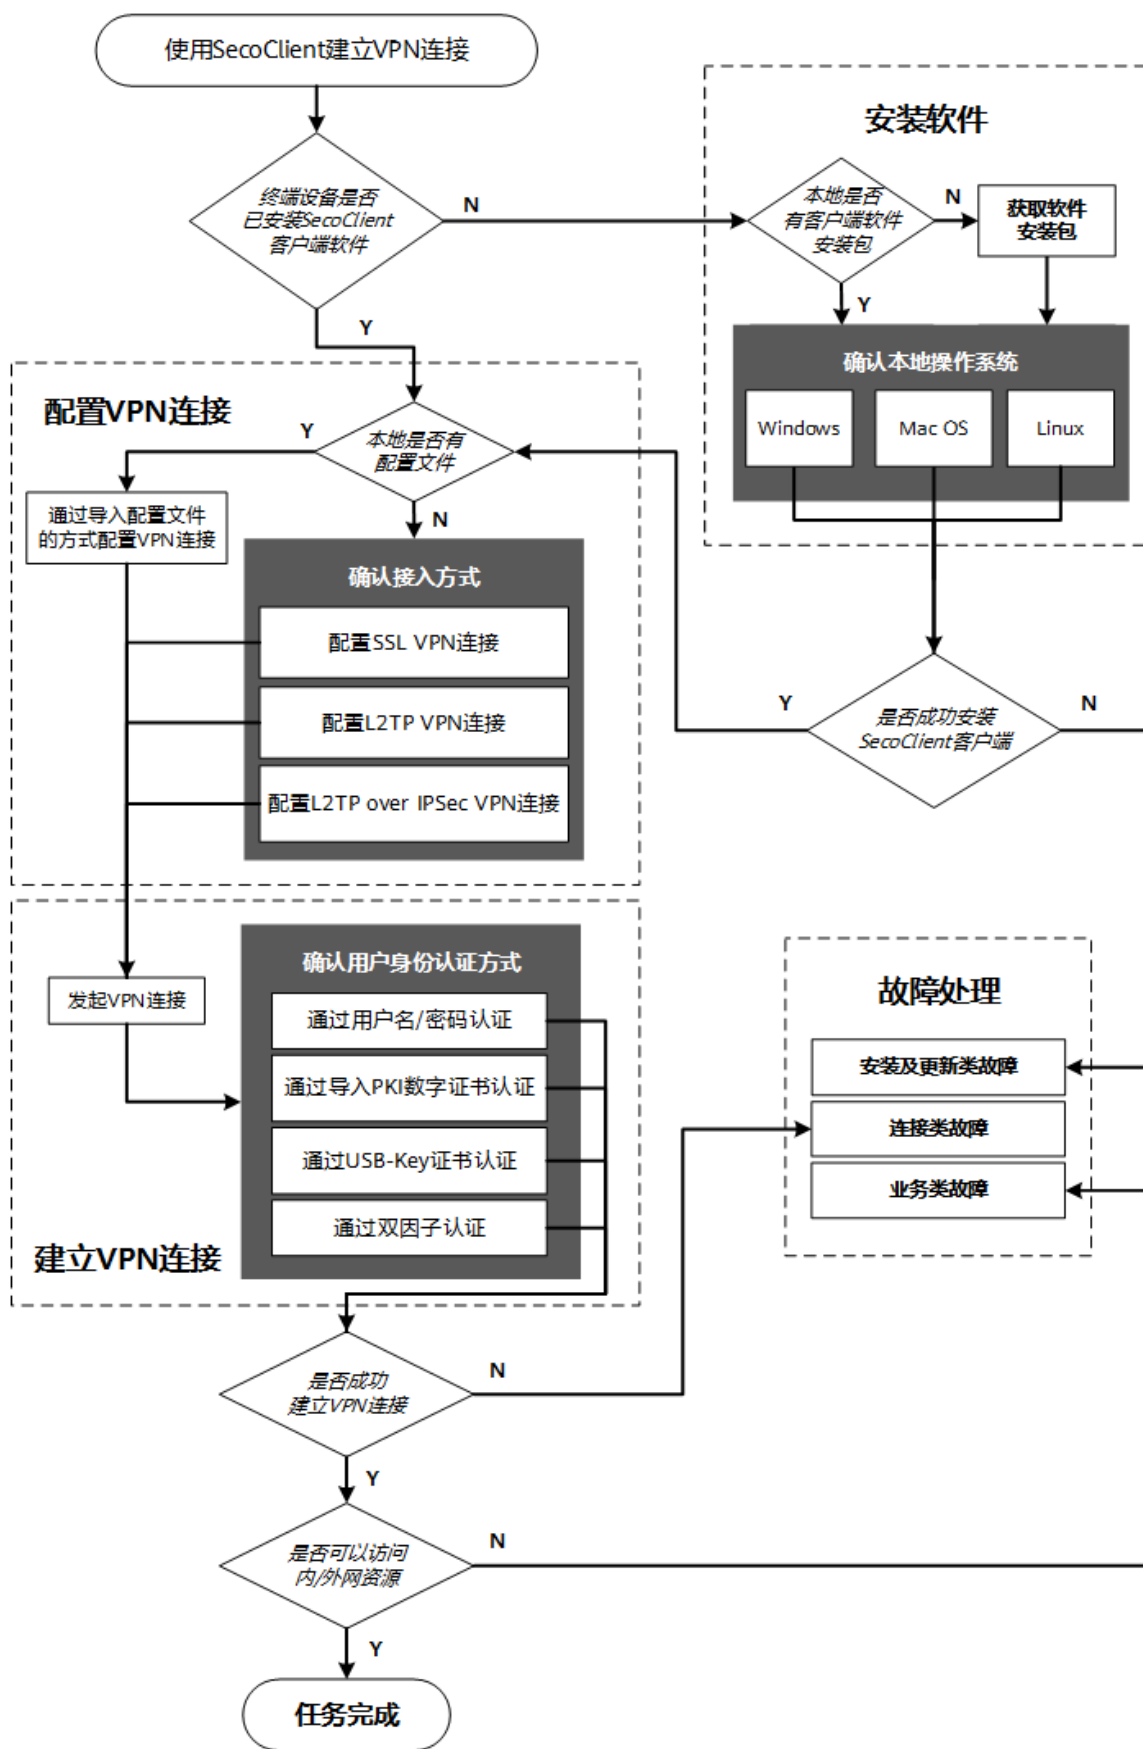 使用SecoClient建立VPN连接
终端设备是否
已安装SecoClient
客户端软件
N
Y
安装软件
本地是否
有客户端软件
安装包
N
获取软件
安装包
Y
确认本地操作系统
Windows
Mac OS
Linux
是否成功安装
SecoClient客户端
Y
N
配置VPN连接
本地是否有
配置文件
Y
N
通过导入配置文件
的方式配置VPN连接
确认接入方式
配置SSL VPN连接
配置L2TP VPN连接
配置L2TP over IPSec VPN连接
发起VPN连接
确认用户身份认证方式
通过用户名/密码认证
通过导入PKI数字证书认证
通过USB-Key证书认证
通过双因子认证
建立VPN连接
故障处理
安装及更新类故障
连接类故障
业务类故障
是否成功
建立VPN连接
N
Y
是否可以访问
内/外网资源
N
Y
任务完成